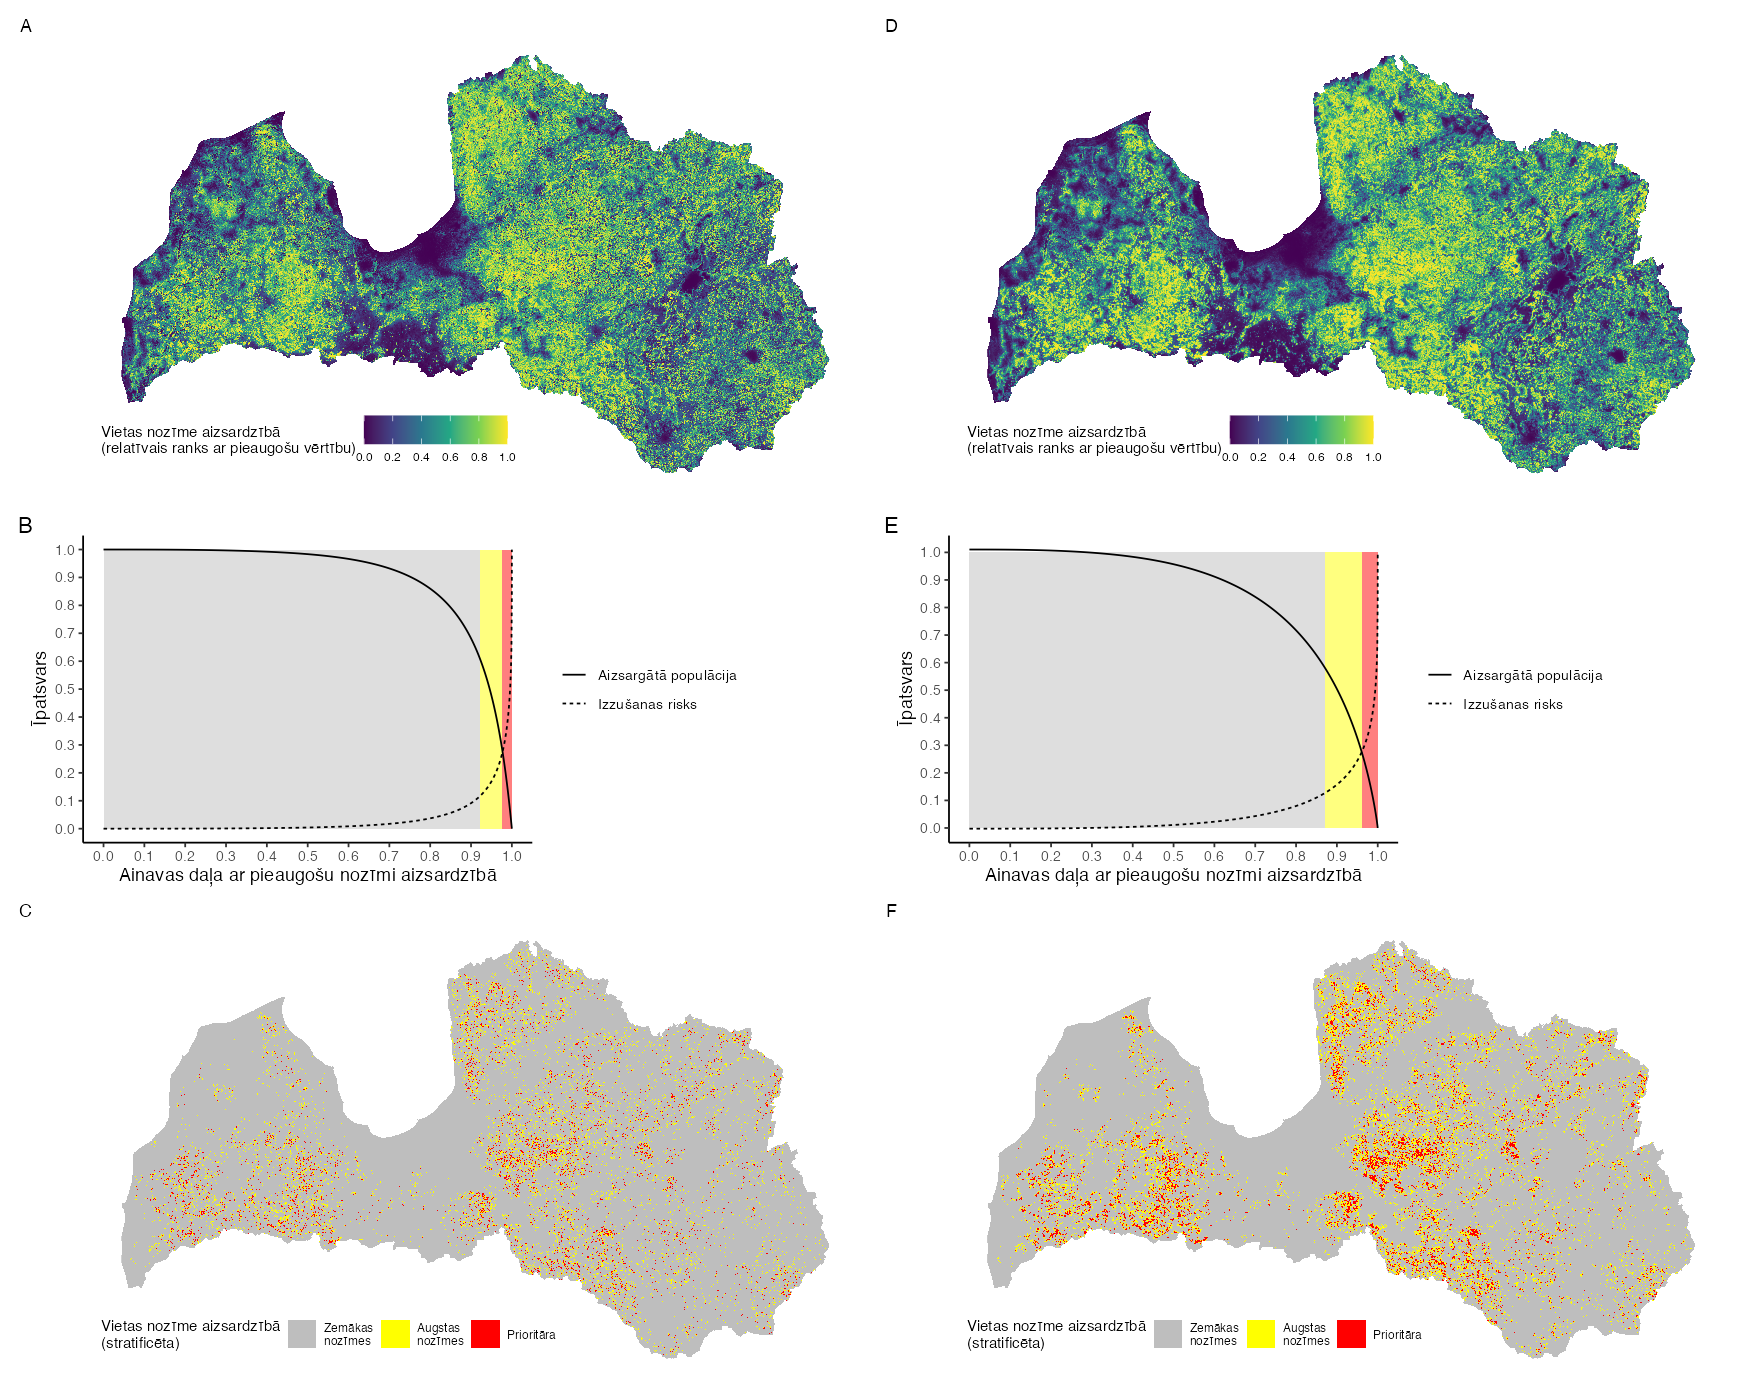 A
Vietas nozīme aizsardzībā
(relatīvais ranks ar pieaugošu vērtību)
0.0 0.2 0.4 0.6 0.8 1.0
D
Vietas nozīme aizsardzībā
(relatīvais ranks ar pieaugošu vērtību)
0.0 0.2 0.4 0.6 0.8 1.0
B
Īpatsvars
1.0
0.9
0.8
0.7
0.6
0.5
0.4
0.3
0.2
0.1
0.0
0.0 0.1 0.2 0.3 0.4 0.5 0.6 0.7 0.8 0.9 1.0
Ainavas daļa ar pieaugošu nozīmi aizsardzībā
Aizsargātā populācija
Izzušanas risks
E
Īpatsvars
1.0
0.9
0.8
0.7
0.6
0.5
0.4
0.3
0.2
0.1
0.0
0.0 0.1 0.2 0.3 0.4 0.5 0.6 0.7 0.8 0.9 1.0
Ainavas daļa ar pieaugošu nozīmi aizsardzībā
Aizsargātā populācija
Izzušanas risks
C
Vietas nozīme aizsardzībā
(stratificēta)
Zemākas
nozīmes
Augstas
nozīmes
Prioritāra
F
Vietas nozīme aizsardzībā
(stratificēta)
Zemākas
nozīmes
Augstas
nozīmes
Prioritāra